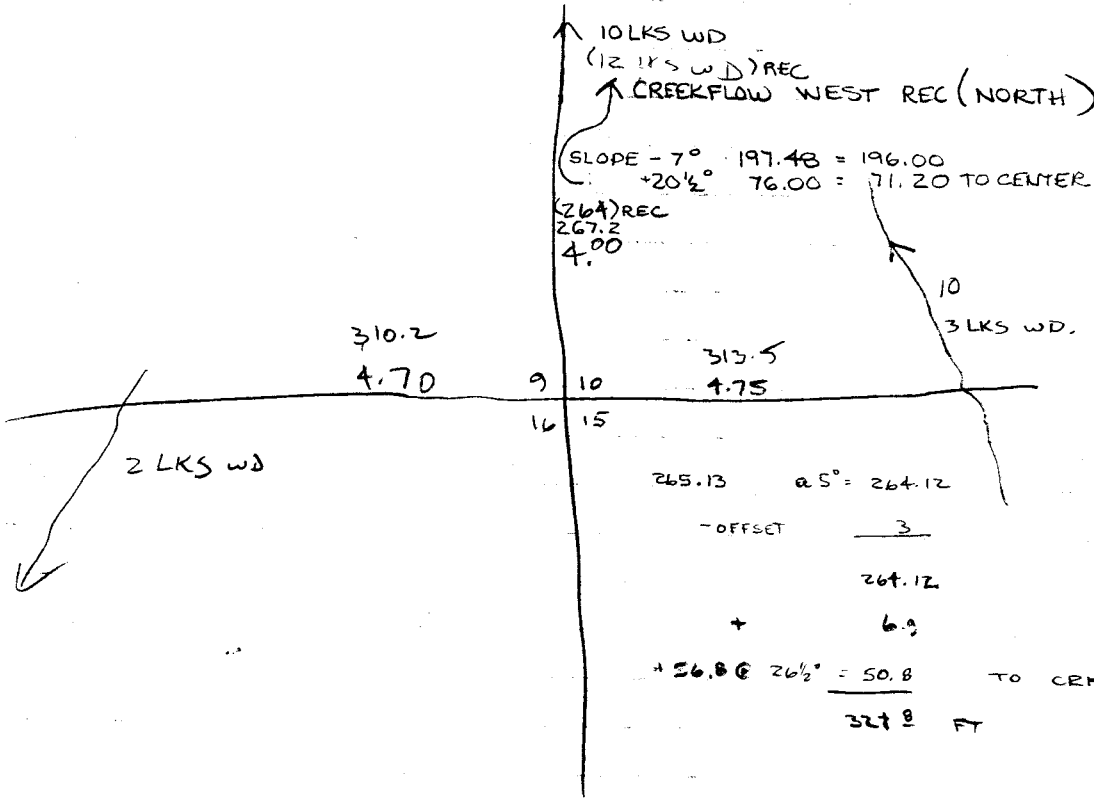 10 LKS WD
(12 LKS WD) REC
CREEKFLOW WEST REC (NORTH)
SLOPE - 7° 197.48 = 196.00
+20½° 76.00 = 71.20 TO CENTER
(264) REC
267.2
4.00
10
3 LKS WD.
310.2
4.70
313.5
4.75
9 10
16 15
2 LKS WD
265.13 @ 5° = 264.12
- OFFSET 3
264.12
+ 6.9
+ 56.8 @ 26½° = 50.8 TO
FT